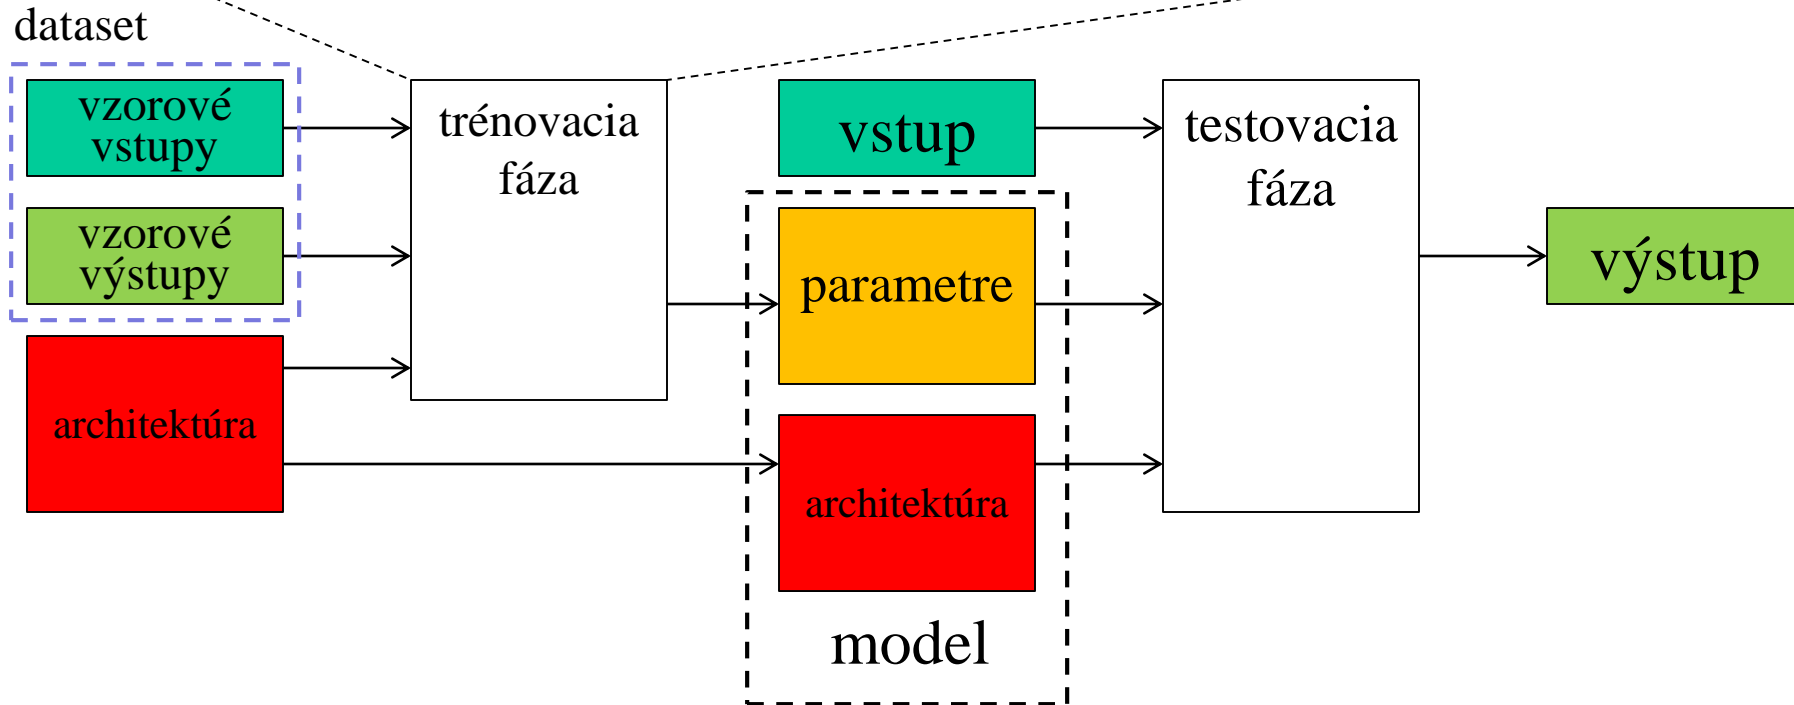 dataset
vzorové
vstupy
vzorové
výstupy
architektúra
trénovacia
fáza
vstup
parametre
architektúra
model
testovacia
fáza
výstup